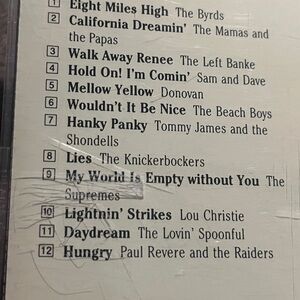 1 Eight Miles High The Byrds
2 California Dreamin' The Mamas and
the Papas
3 Walk Away Renee The Left Banke
4 Hold On! I'm Comin' Sam and Dave
5 Mellow Yellow Donovan
6 Wouldn't It Be Nice The Beach Boys
7 Hanky Panky Tommy James and the
Shondells
8 Lies The Knickerbockers
9 My World Is Empty without You The
Supremes
10 Lightnin' Strikes Lou Christie
11 Daydream The Lovin' Spoonful
12 Hungry Paul Revere and the Raiders